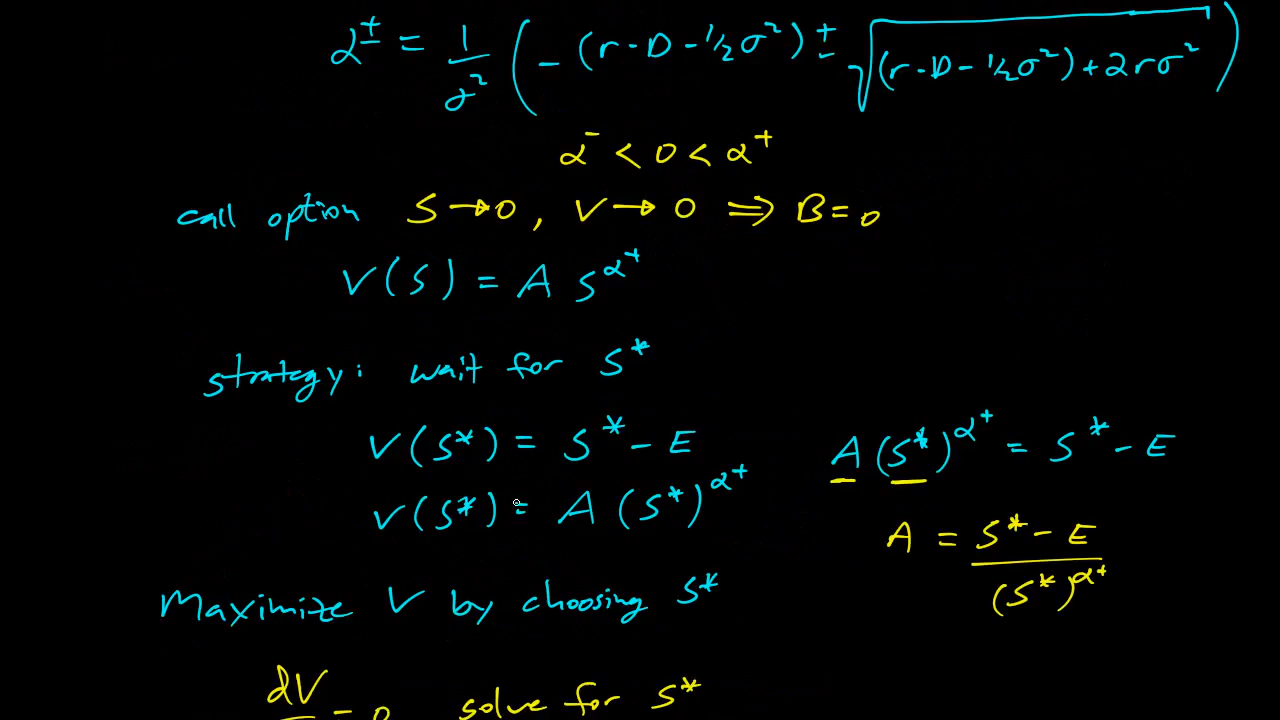 α^± = 1/σ² ( - (r-D-½σ²) ± √((r-D-½σ²)+2rσ²) )
α⁻ < 0 < α⁺
call option S→0, V→0 ⇒ B=0
V(S) = A S^α⁺
strategy: wait for S*
V(S*) = S* - E
V(S*) = A (S*)^α⁺
A (S*)^α⁺ = S* - E
A = (S* - E)/(S*)^α⁺
Maximize V by choosing S*
dV = 0 solve for S*